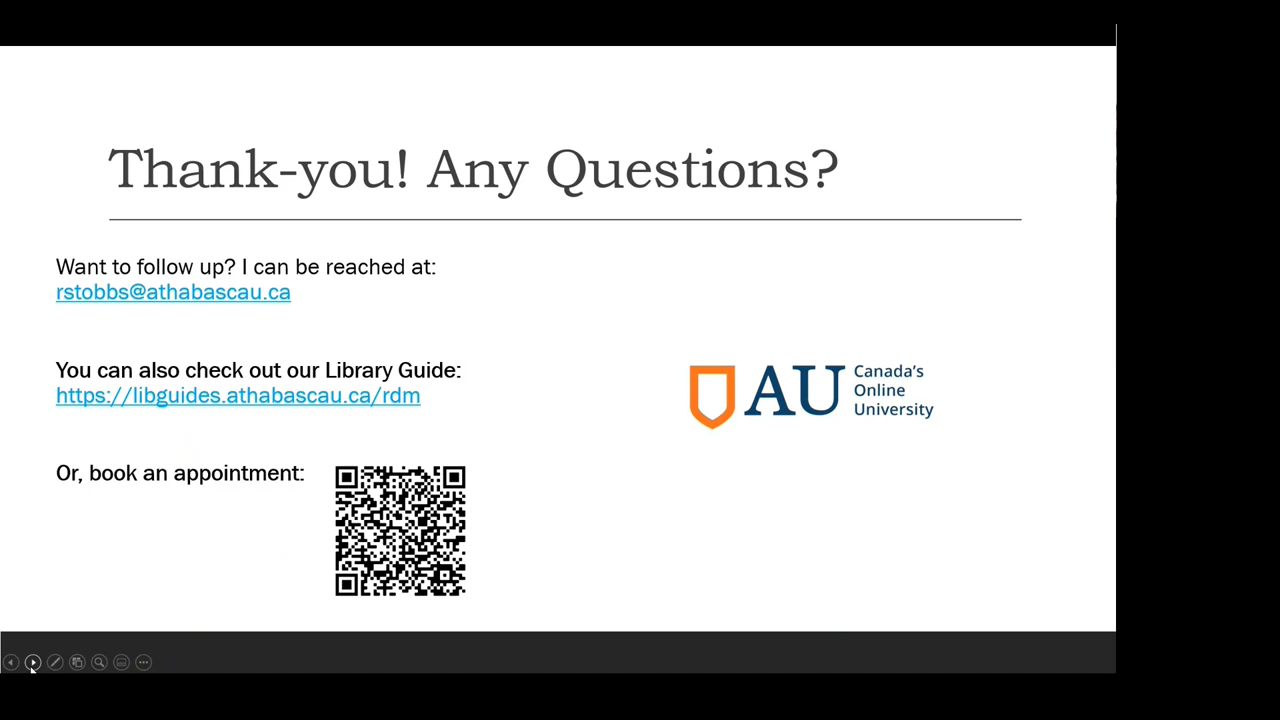 Thank-you! Any Questions?
Want to follow up? I can be reached at:
rstobbs@athabascau.ca
You can also check out our Library Guide:
https://libguides.athabascau.ca/rdm
Or, book an appointment:
AU
Canada's
Online
University